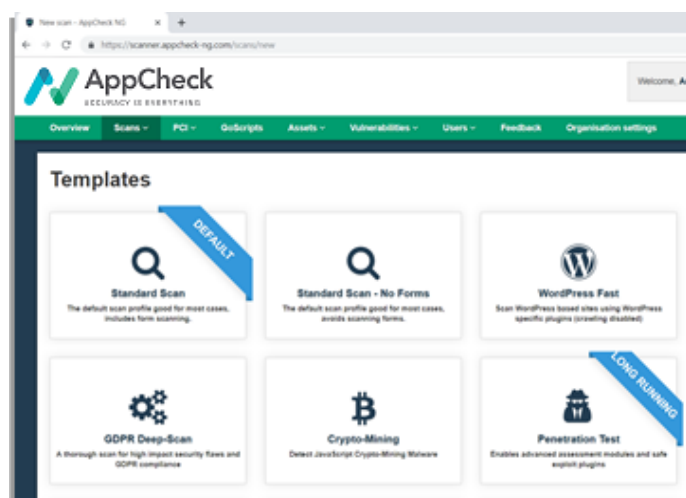 New scan - AppCheck NG
https://scanner.appcheck-ng.com/scans/new
AppCheck
ACCURACY IS EVERYTHING
Welcome, A
Overview Scans PCI GoScripts Assets Vulnerabilities Users Feedback Organisation settings
Templates
DEFAULT
Standard Scan
The default scan profile good for most cases,
includes form scanning.
Standard Scan - No Forms
The default scan profile good for most cases,
avoids scanning forms.
WordPress Fast
Scan WordPress based sites using WordPress
specific plugins (crawling disabled)
GDPR Deep-Scan
A thorough scan for high impact security flaws and
GDPR compliance
Crypto-Mining
Detect JavaScript Crypto-Mining Malware
LONG RUNNING
Penetration Test
Enables advanced assessment modules and safe
exploit plugins